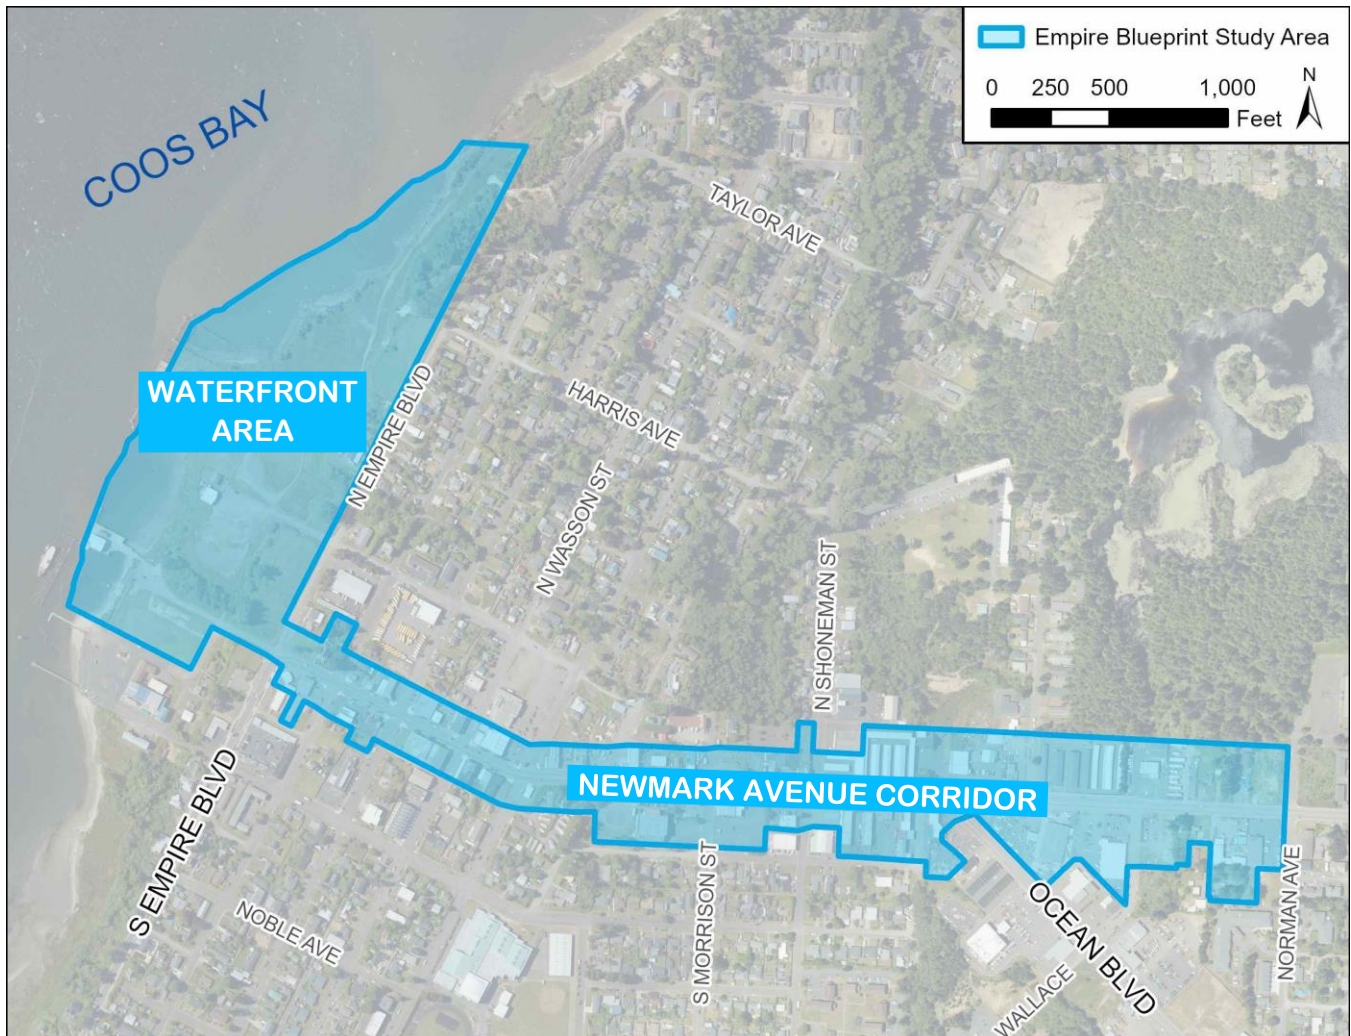 Empire Blueprint Study Area
0 250 500 1,000
Feet
N
COOS BAY
TAYLOR AVE
WATERFRONT
AREA
N EMPIRE BLVD
HARRIS AVE
N WASSON ST
N SHONEMAN ST
NEWMARK AVENUE CORRIDOR
S EMPIRE BLVD
NOBLE AVE
S MORRISON ST
OCEAN BLVD
NORMAN AVE
WALLACE